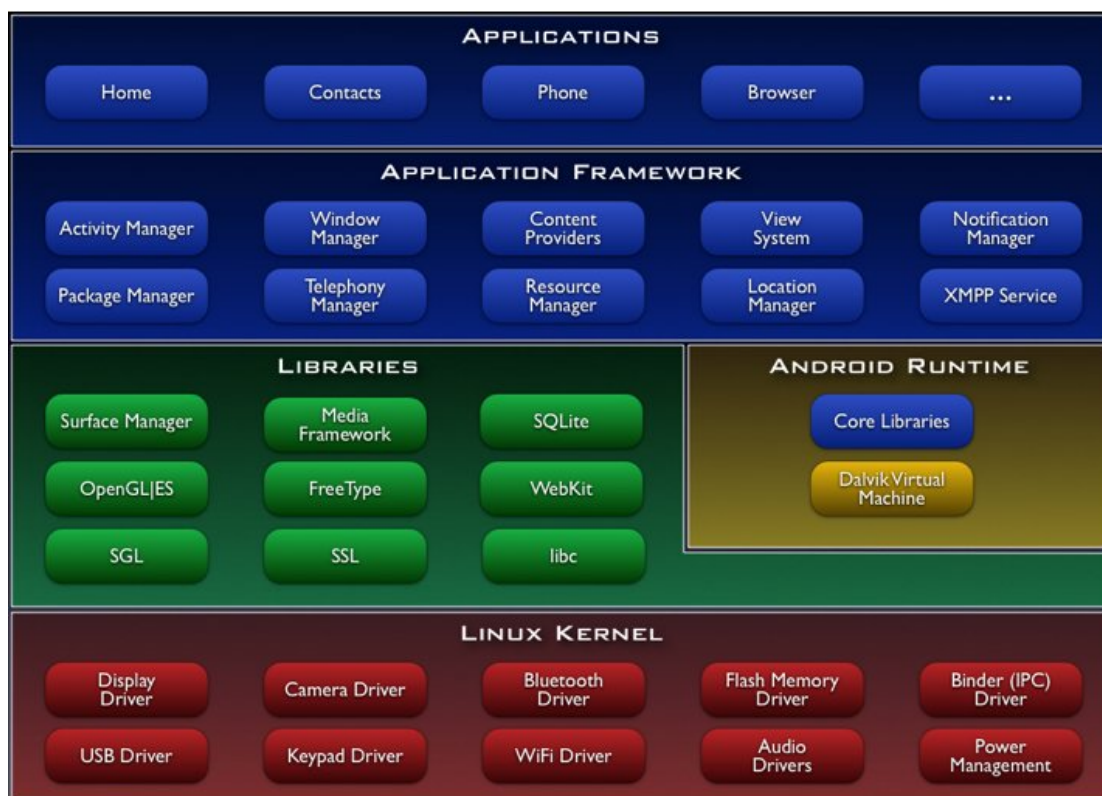 APPLICATIONS
Home
Contacts
Phone
Browser
...
APPLICATION FRAMEWORK
Activity Manager
Window
Manager
Content
Providers
View
System
Notification
Manager
Package Manager
Telephony
Manager
Resource
Manager
Location
Manager
XMPP Service
LIBRARIES
Surface Manager
Media
Framework
SQLite
OpenGL|ES
FreeType
WebKit
SGL
SSL
libc
ANDROID RUNTIME
Core Libraries
Dalvik Virtual
Machine
LINUX KERNEL
Display
Driver
Camera Driver
Bluetooth
Driver
Flash Memory
Driver
Binder (IPC)
Driver
USB Driver
Keypad Driver
WiFi Driver
Audio
Drivers
Power
Management